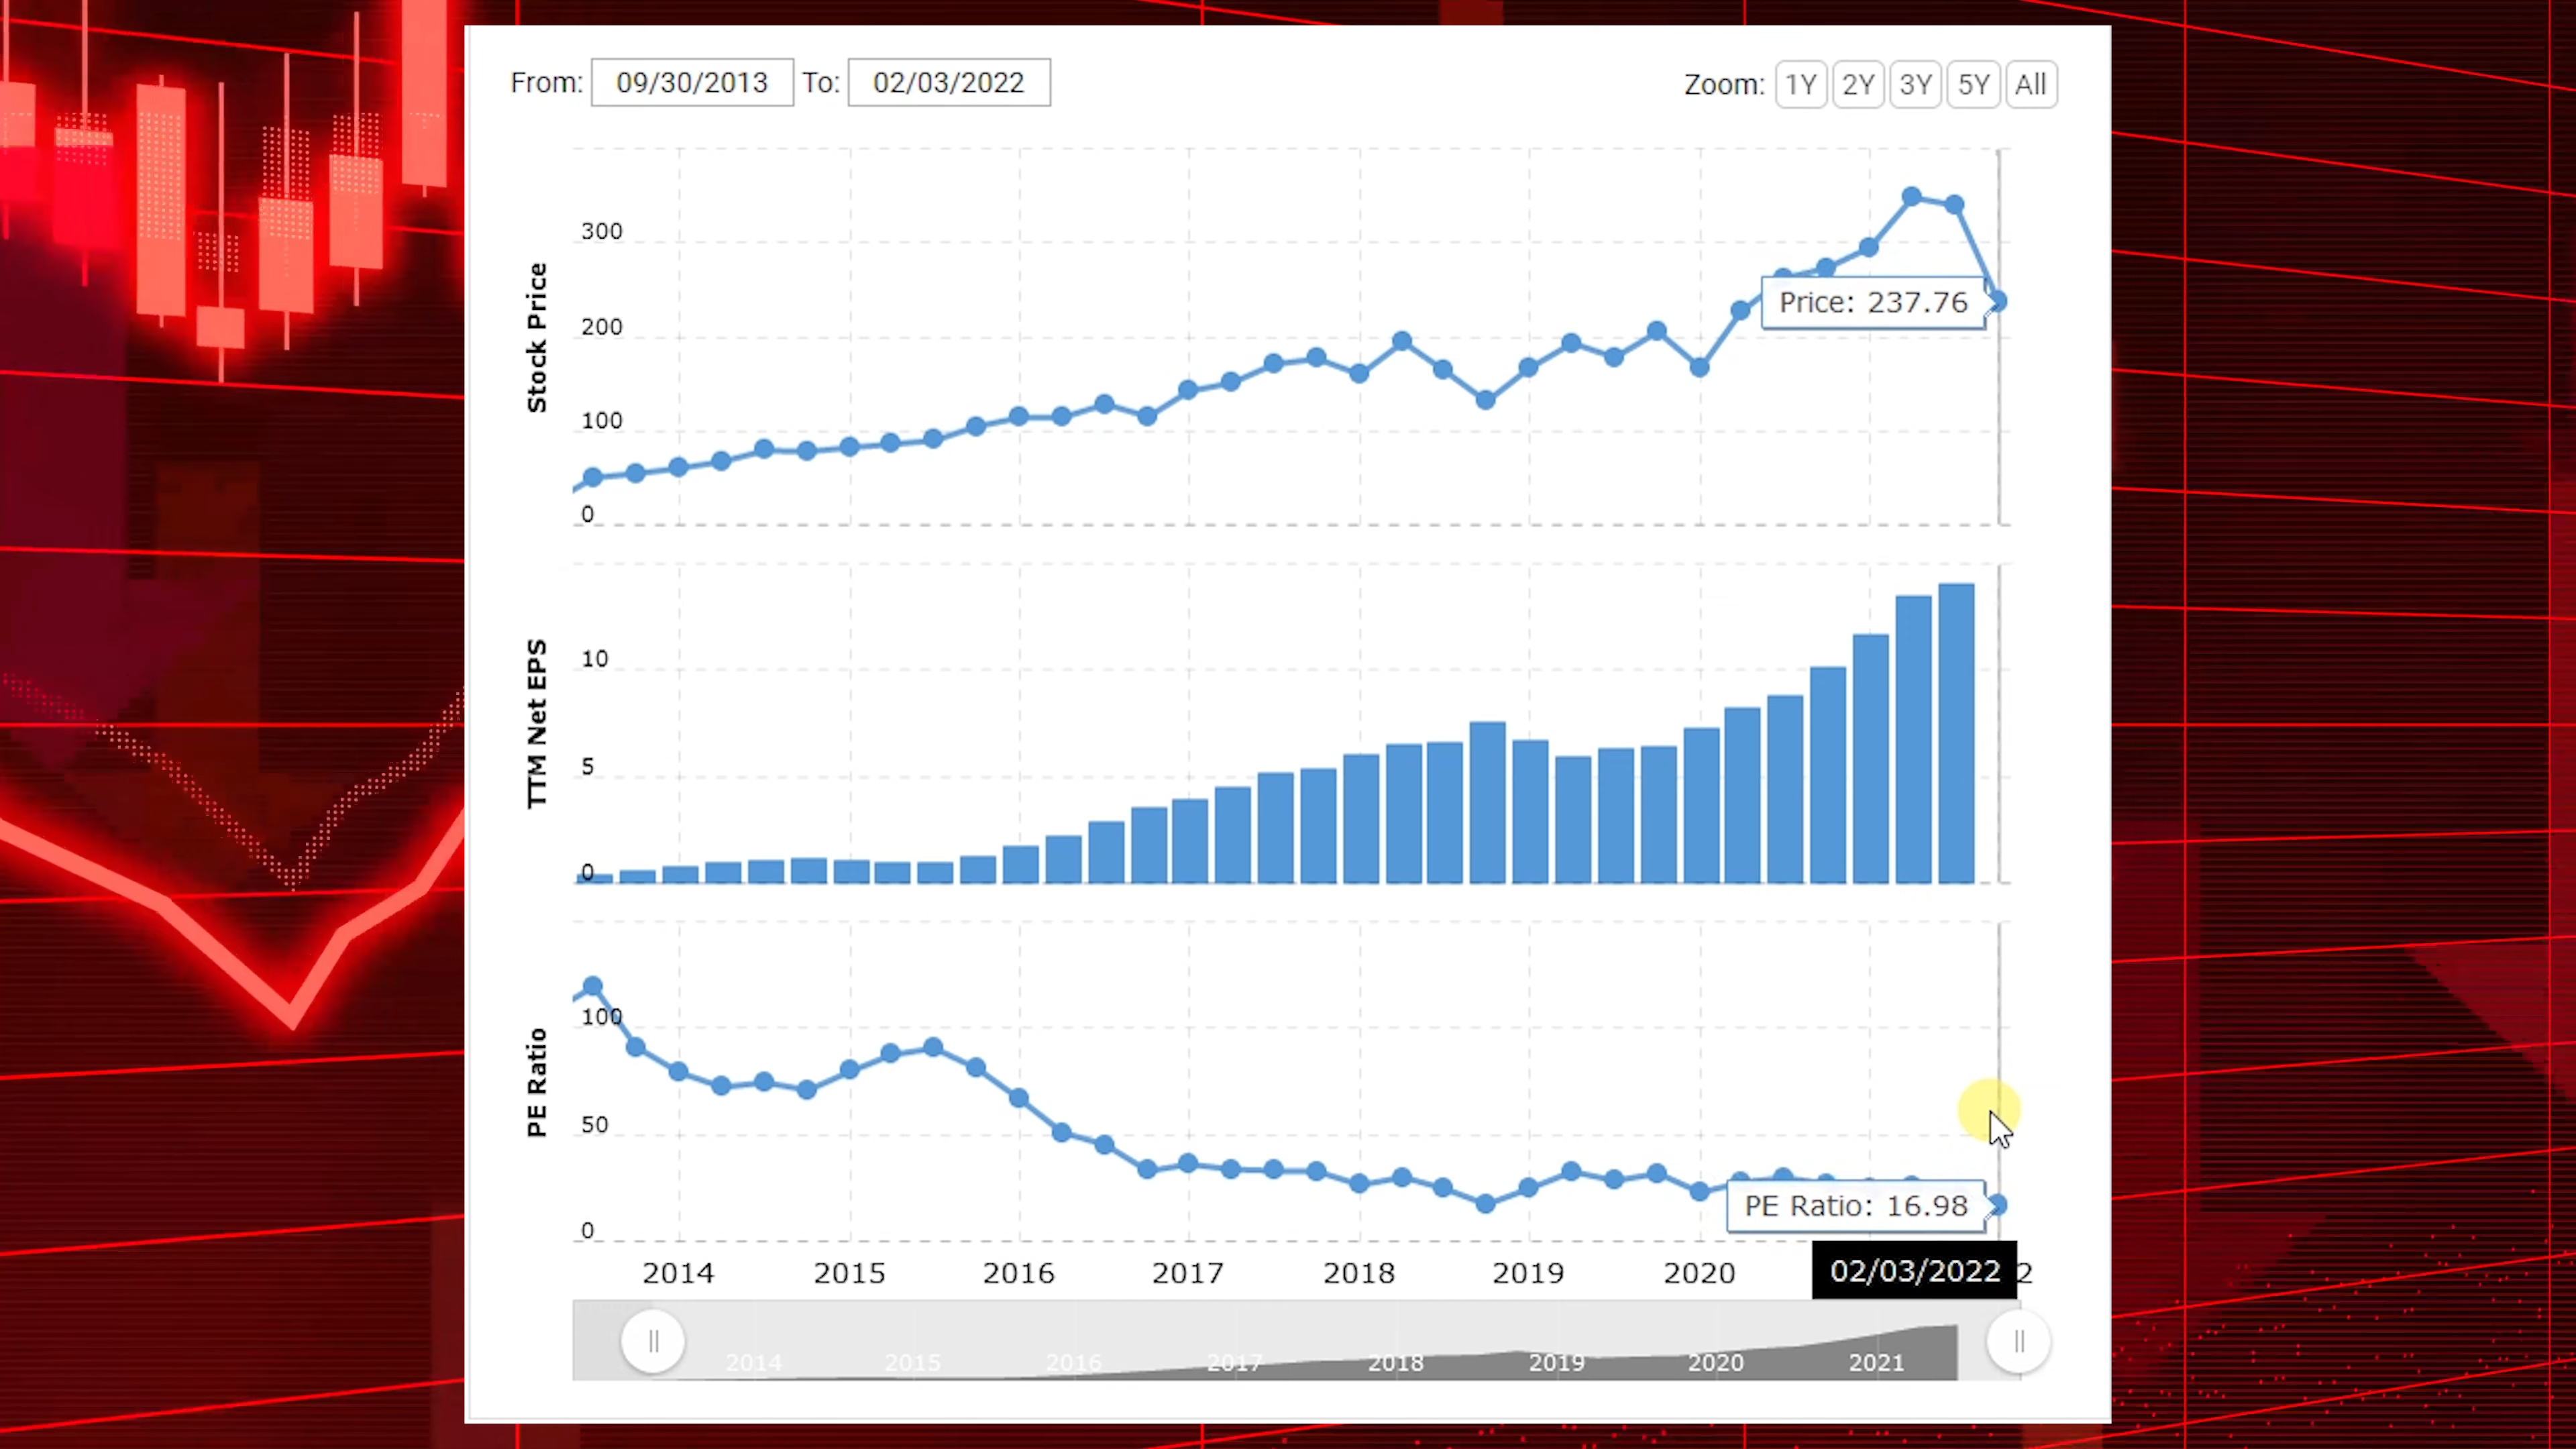 From: 09/30/2013 To: 02/03/2022
Zoom: 1Y 2Y 3Y 5Y All
Stock Price
300
200
100
0
Price: 237.76
TTM Net EPS
10
5
0
PE Ratio
100
50
0
PE Ratio: 16.98
2014 2015 2016 2017 2018 2019 2020 02/03/2022 2
2014 2015 2016 2017 2018 2019 2020 2021